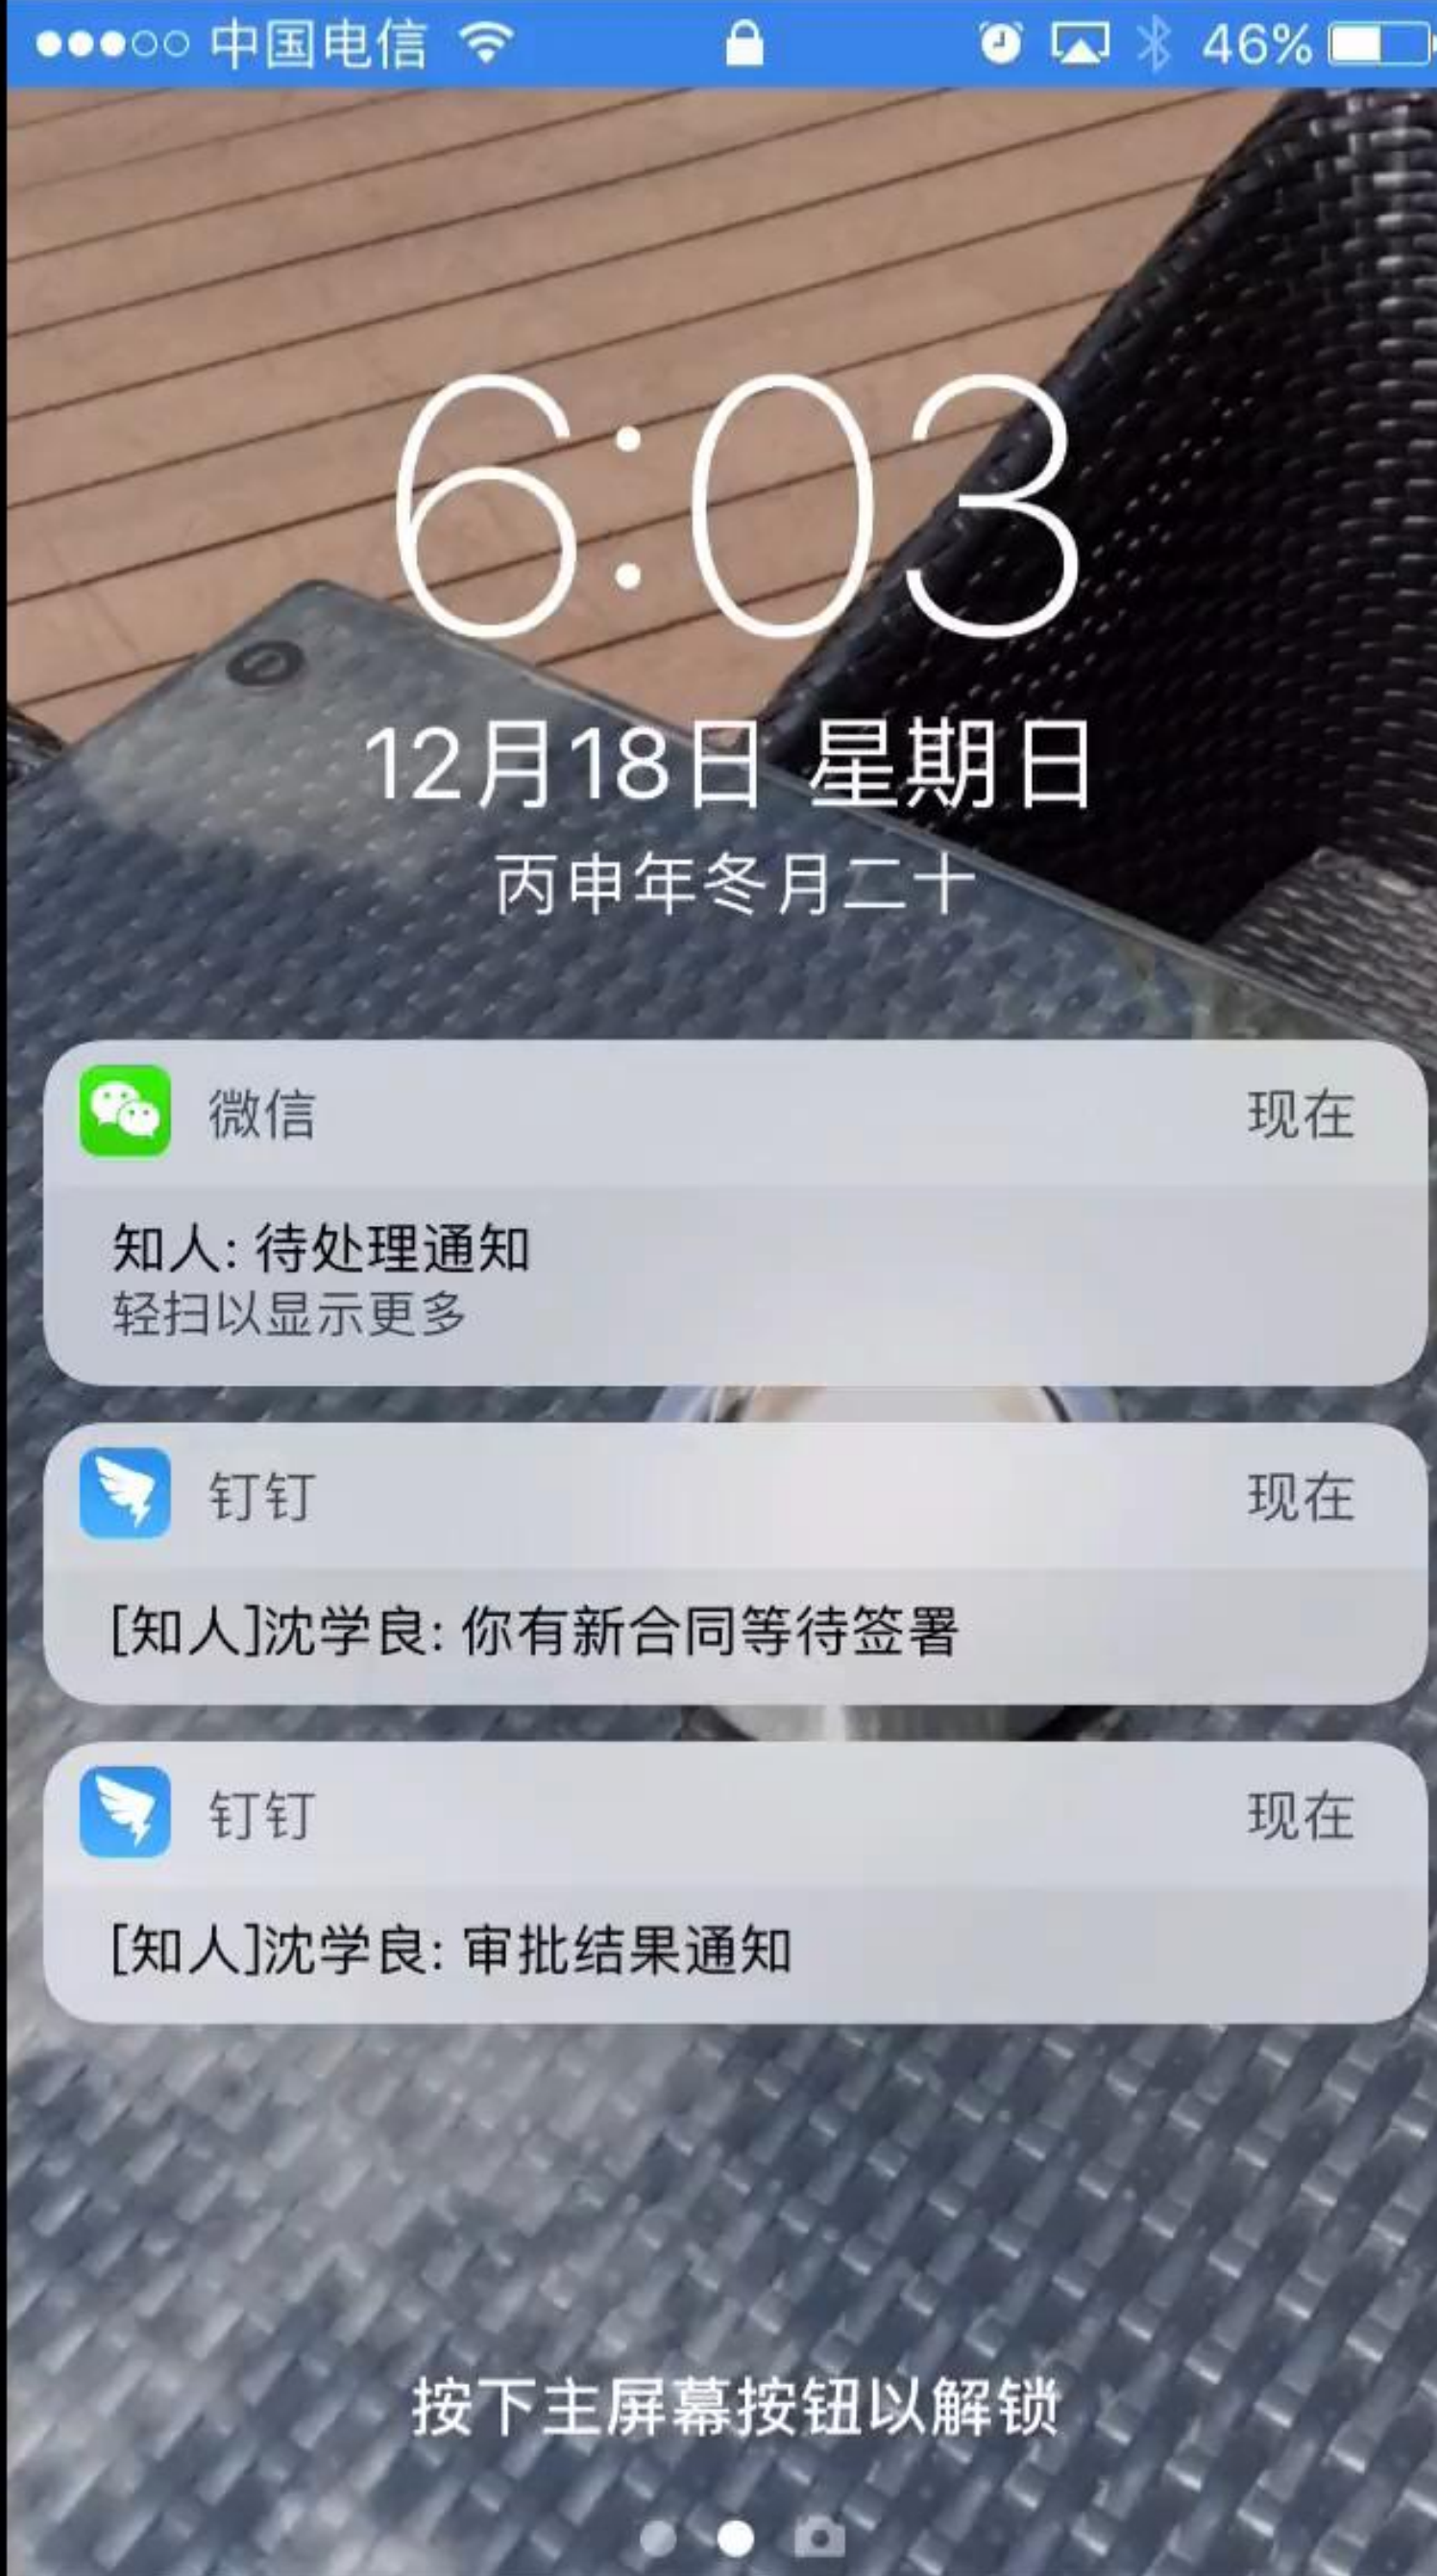 中国电信 46%
6:03
12月18日 星期日
丙申年冬月二十
微信 现在
知人: 待处理通知
轻扫以显示更多
钉钉 现在
[知人]沈学良: 你有新合同等待签署
钉钉 现在
[知人]沈学良: 审批结果通知
按下主屏幕按钮以解锁